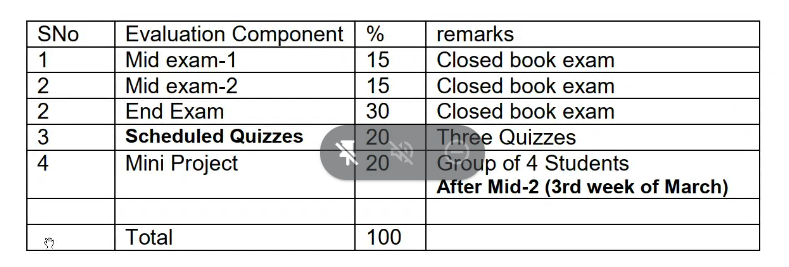 SNo Evaluation Component % remarks
1 Mid exam-1 15 Closed book exam
2 Mid exam-2 15 Closed book exam
2 End Exam 30 Closed book exam
3 Scheduled Quizzes 20 Three Quizzes
4 Mini Project 20 Group of 4 Students
After Mid-2 (3rd week of March)
Total 100